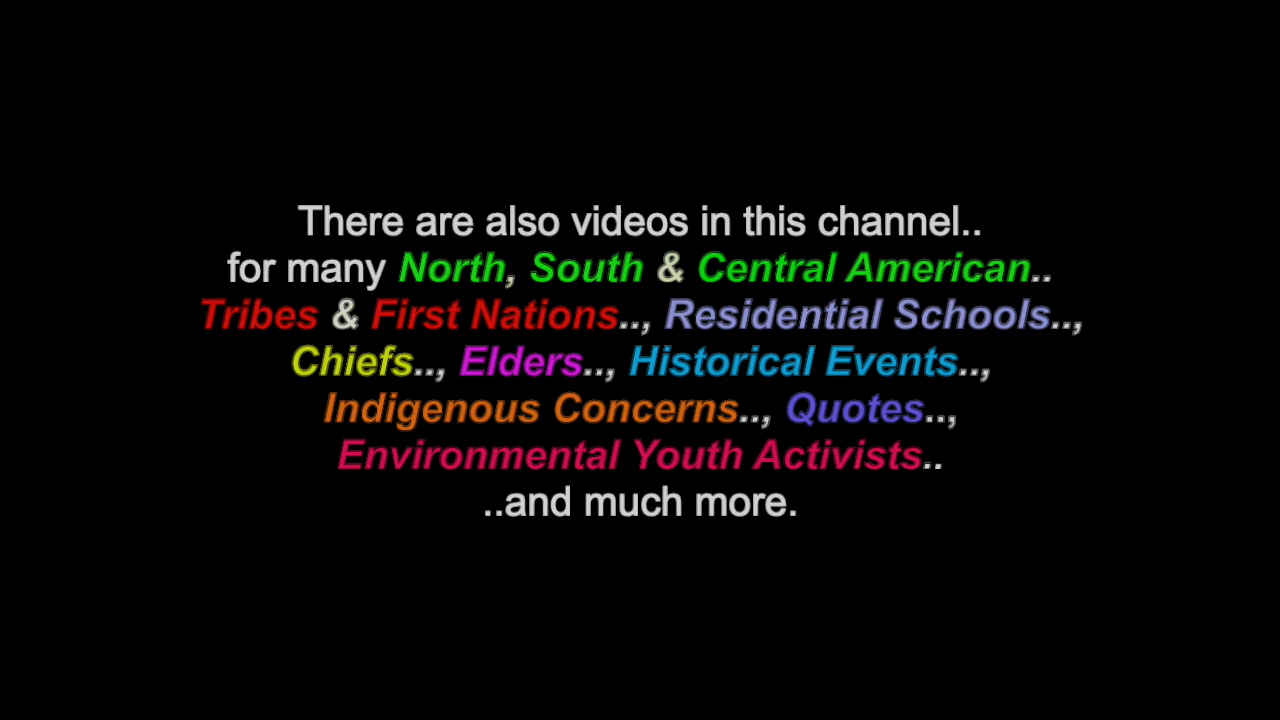 There are also videos in this channel..
for many North, South & Central American..
Tribes & First Nations.., Residential Schools..,
Chiefs.., Elders.., Historical Events..,
Indigenous Concerns.., Quotes..,
Environmental Youth Activists..
..and much more.